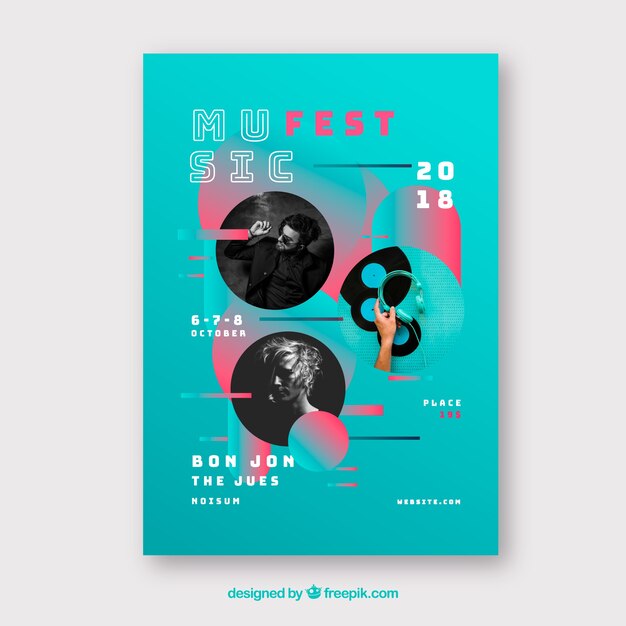 MU FEST
SIC
20
18
6-7-8
OCTOBER
PLACE
19$
BON JON
THE JUES
NOISUM
WEBSITE.COM
designed by freepik.com